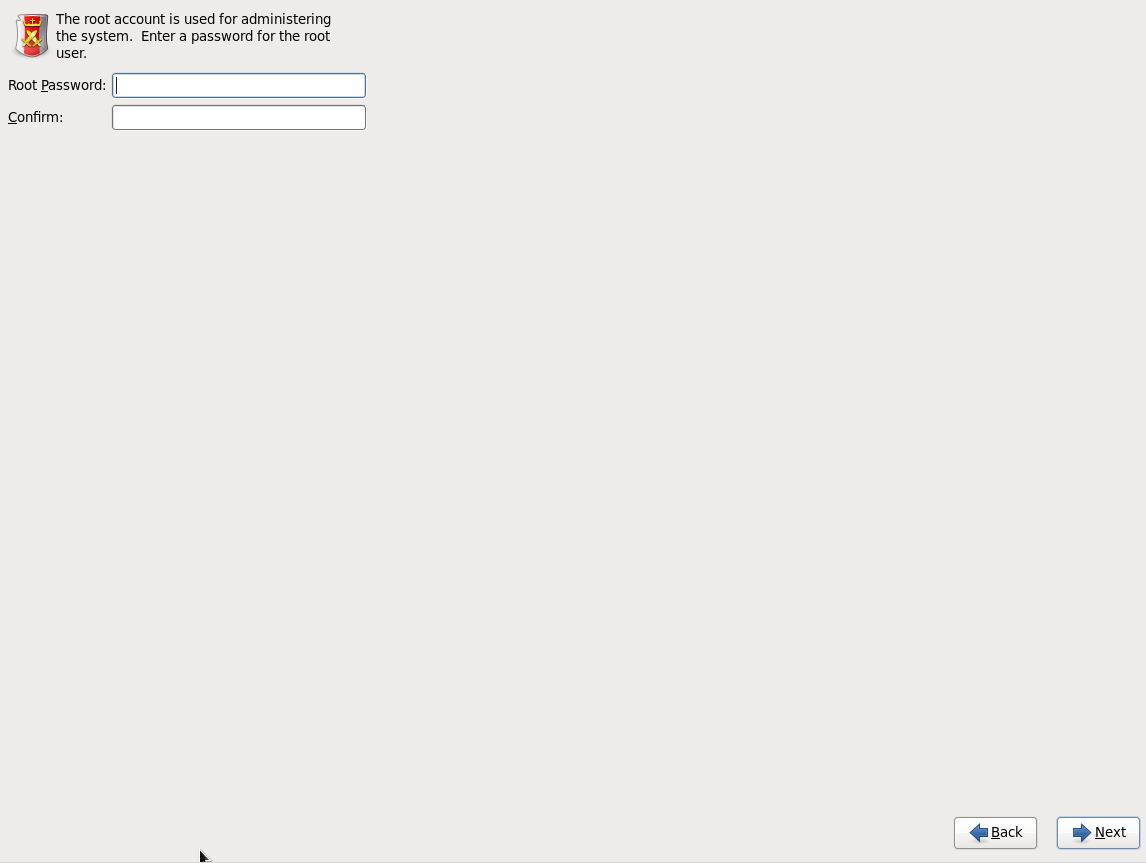 The root account is used for administering
the system.  Enter a password for the root
user.
Root Password:
Confirm:
Back
Next